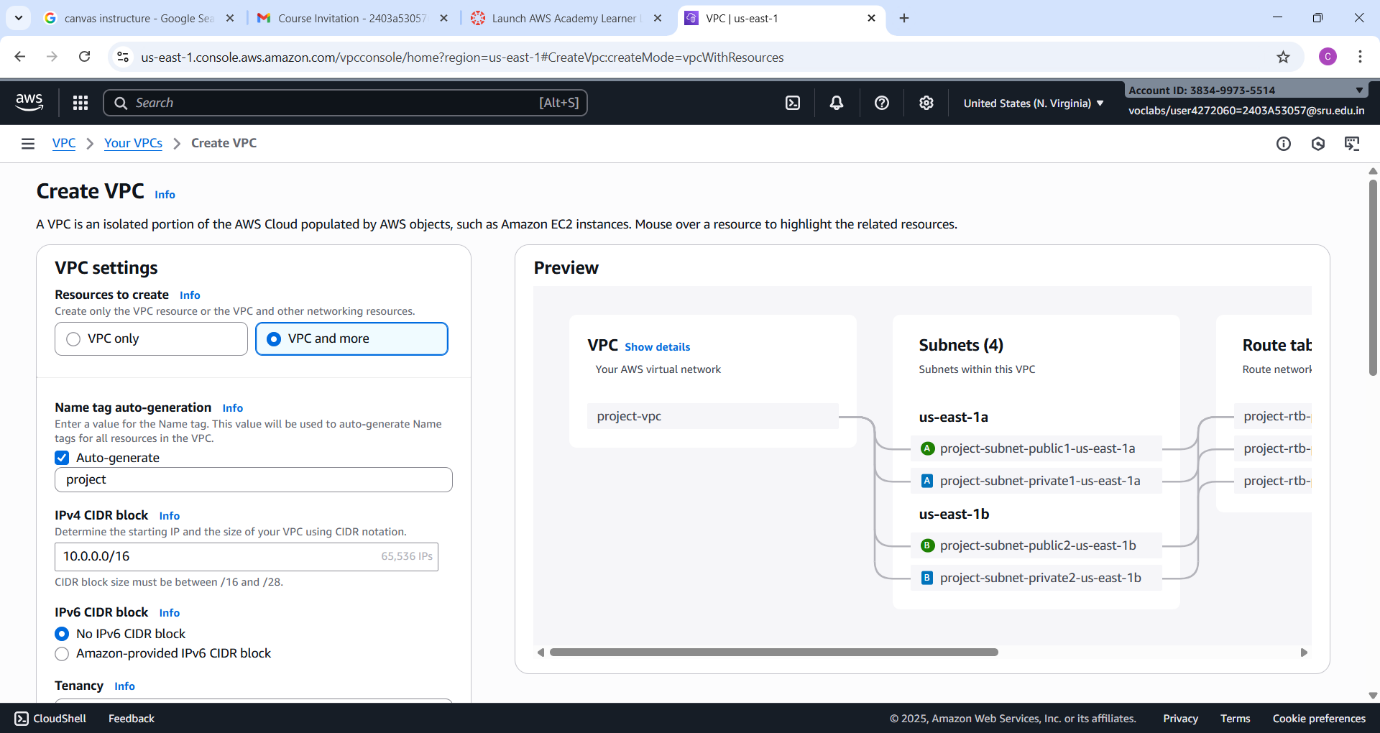 canvas instructure - Google Sea
Course Invitation - 2403a53057
Launch AWS Academy Learner
VPC | us-east-1
us-east-1.console.aws.amazon.com/vpcconsole/home?region=us-east-1#CreateVpc:createMode=vpcWithResources
C
aws
Search
[Alt+S]
United States (N. Virginia)
Account ID: 3834-9973-5514
voclabs/user4272060=2403A53057@sru.edu.in
VPC
Your VPCs
Create VPC
Create VPC Info
A VPC is an isolated portion of the AWS Cloud populated by AWS objects, such as Amazon EC2 instances. Mouse over a resource to highlight the related resources.
VPC settings
Resources to create Info
Create only the VPC resource or the VPC and other networking resources.
VPC only
VPC and more
Name tag auto-generation Info
Enter a value for the Name tag. This value will be used to auto-generate Name
tags for all resources in the VPC.
Auto-generate
project
IPv4 CIDR block Info
Determine the starting IP and the size of your VPC using CIDR notation.
10.0.0.0/16
65,536 IPs
CIDR block size must be between /16 and /28.
IPv6 CIDR block Info
No IPv6 CIDR block
Amazon-provided IPv6 CIDR block
Tenancy Info
Preview
VPC Show details
Your AWS virtual network
project-vpc
Subnets (4)
Subnets within this VPC
us-east-1a
A project-subnet-public1-us-east-1a
A project-subnet-private1-us-east-1a
us-east-1b
B project-subnet-public2-us-east-1b
B project-subnet-private2-us-east-1b
Route tab
Route network
project-rtb-
project-rtb-
project-rtb-
CloudShell
Feedback
© 2025, Amazon Web Services, Inc. or its affiliates.
Privacy
Terms
Cookie preferences